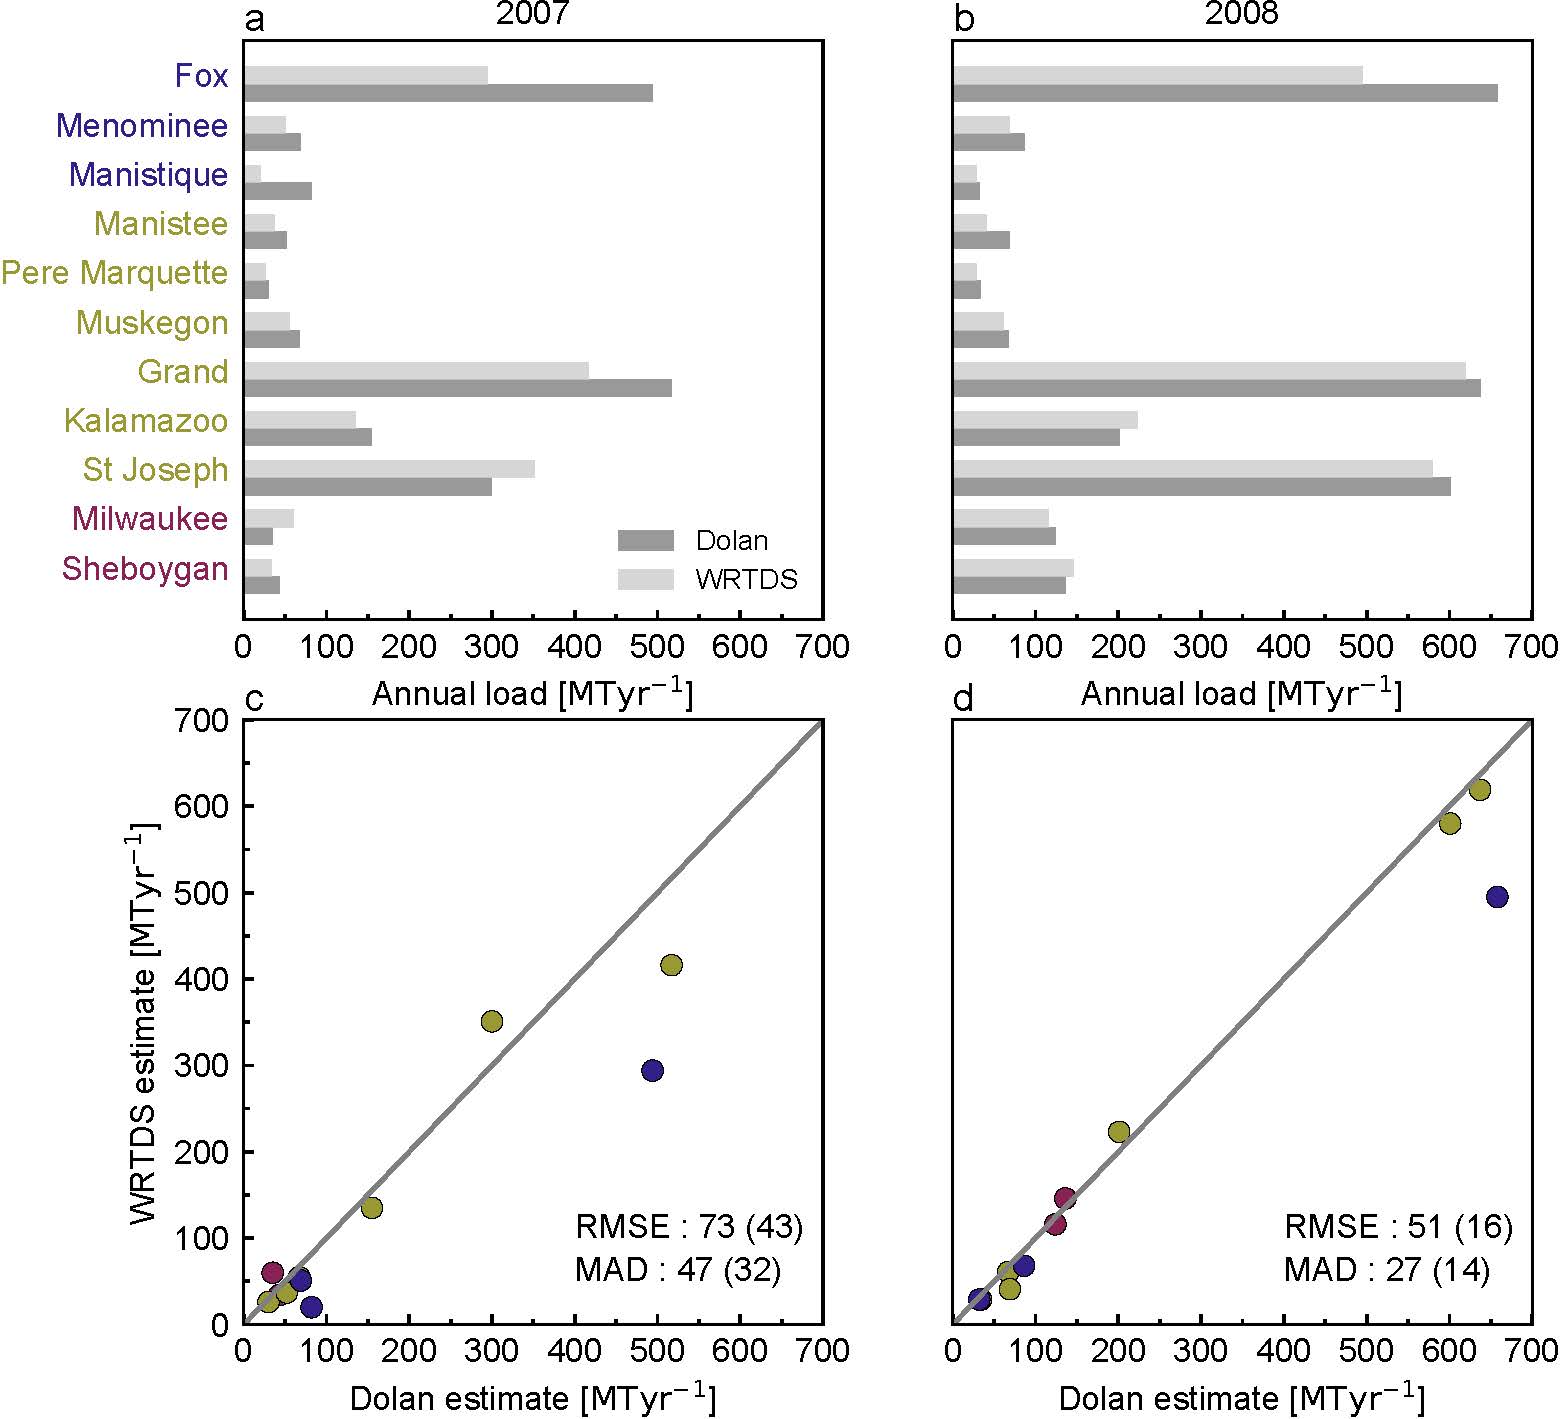 a 2007
b 2008
Fox
Menominee
Manistique
Manistee
Pere Marquette
Muskegon
Grand
Kalamazoo
St Joseph
Milwaukee
Sheboygan
Dolan
WRTDS
0 100 200 300 400 500 600 700
Annual load [MTyr⁻¹]
0 100 200 300 400 500 600 700
Annual load [MTyr⁻¹]
c
700
600
500
400
300
200
100
0
WRTDS estimate [MTyr⁻¹]
RMSE : 73 (43)
MAD : 47 (32)
0 100 200 300 400 500 600 700
Dolan estimate [MTyr⁻¹]
d
RMSE : 51 (16)
MAD : 27 (14)
0 100 200 300 400 500 600 700
Dolan estimate [MTyr⁻¹]